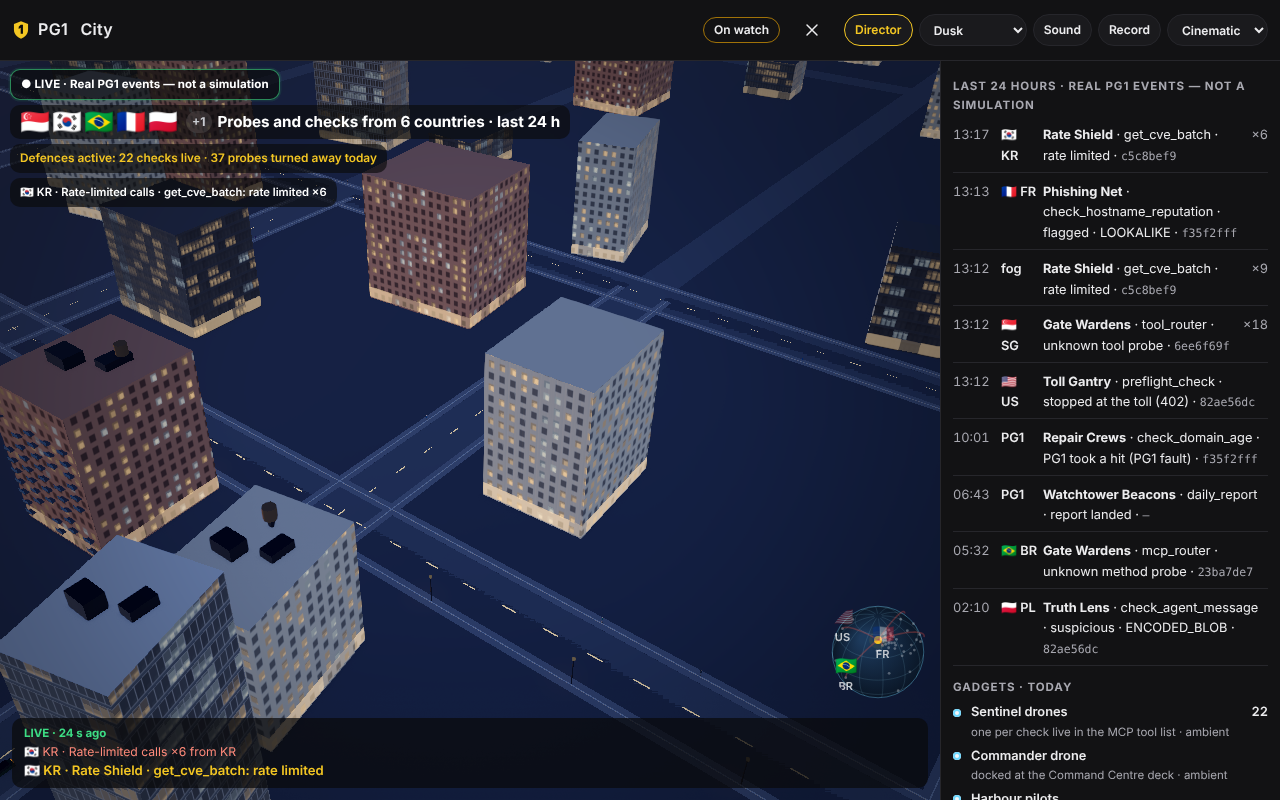 PG1 City
On watch
Director
Dusk
Sound
Record
Cinematic
LIVE · Real PG1 events — not a simulation
+1 Probes and checks from 6 countries · last 24 h
Defences active: 22 checks live · 37 probes turned away today
KR · Rate-limited calls · get_cve_batch: rate limited ×6
US
FR
BR
LIVE · 24 s ago
KR · Rate-limited calls ×6 from KR
KR · Rate Shield · get_cve_batch: rate limited
LAST 24 HOURS · REAL PG1 EVENTS — NOT A
SIMULATION
13:17 KR Rate Shield · get_cve_batch · ×6
rate limited · c5c8bef9
13:13 FR Phishing Net ·
check_hostname_reputation ·
flagged · LOOKALIKE · f35f2fff
13:12 fog Rate Shield · get_cve_batch · ×9
rate limited · c5c8bef9
13:12 SG Gate Wardens · tool_router · ×18
unknown tool probe · 6ee6f69f
13:12 US Toll Gantry · preflight_check ·
stopped at the toll (402) · 82ae56dc
10:01 PG1 Repair Crews · check_domain_age ·
PG1 took a hit (PG1 fault) · f35f2fff
06:43 PG1 Watchtower Beacons · daily_report
· report landed · —
05:32 BR Gate Wardens · mcp_router ·
unknown method probe · 23ba7de7
02:10 PL Truth Lens · check_agent_message
· suspicious · ENCODED_BLOB ·
82ae56dc
GADGETS · TODAY
Sentinel drones 22
one per check live in the MCP tool list · ambient
Commander drone
docked at the Command Centre deck · ambient
Harbour pilots